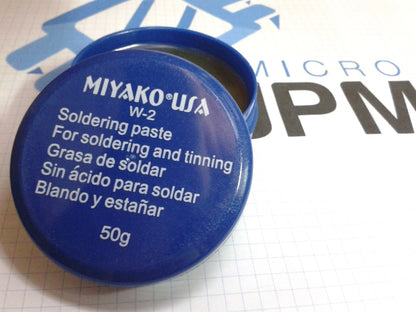 MICRO
JPM
MIYAKO®USA
W-2
Soldering paste
For soldering and tinning
Grasa de soldar
Sin ácido para soldar
Blando y estañar
50g